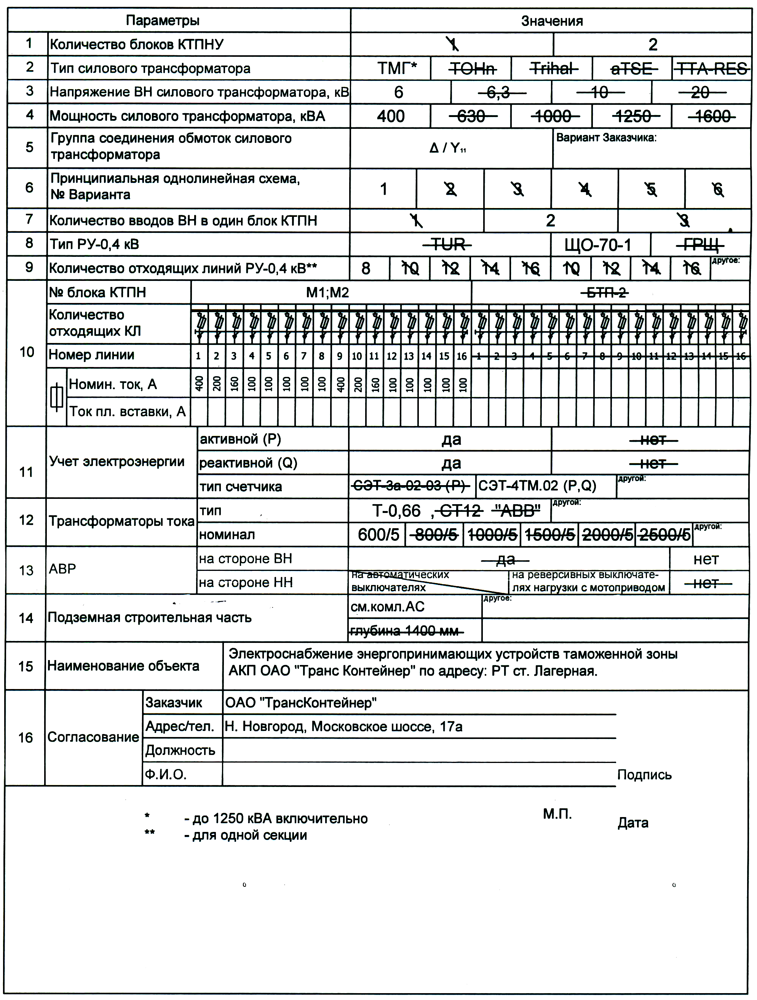 Параметры Значения
1 Количество блоков КТПНУ 1 2
2 Тип силового трансформатора ТМГ* TOHn Trihal aTSE TTA-RES
3 Напряжение ВН силового трансформатора, кВ 6 6,3 10 20
4 Мощность силового трансформатора, кВА 400 630 1000 1250 1600
5 Группа соединения обмоток силового трансформатора Δ / Y₁₁ Вариант Заказчика:
6 Принципиальная однолинейная схема, № Варианта 1 2 3 4 5 6
7 Количество вводов ВН в один блок КТПН 1 2 3
8 Тип РУ-0,4 кВ TUR ЩО-70-1 ГРЩ
9 Количество отходящих линий РУ-0,4 кВ** 8 10 12 14 16 10 12 14 16 другое:
10 № блока КТПН М1;М2 БТП-2
Количество отходящих КЛ
Номер линии 1 2 3 4 5 6 7 8 9 10 11 12 13 14 15 16 1 2 3 4 5 6 7 8 9 10 11 12 13 14 15 16
Номин. ток, А 400 200 160 100 100 100 100 100 400 200 160 100 100 100 100 100
Ток пл. вставки, А
11 Учет электроэнергии
активной (P) да нет
реактивной (Q) да нет
тип счетчика СЭТ-3а-02-03 (P) СЭТ-4ТМ.02 (P,Q) другой:
12 Трансформаторы тока
тип Т-0,66 , СТ12 "АВВ" другой:
номинал 600/5 800/5 1000/5 1500/5 2000/5 2500/5 другой:
13 АВР
на стороне ВН да нет
на стороне НН на автоматических выключателях на реверсивных выключате-
лях нагрузки с мотоприводом нет
14 Подземная строительная часть
см.комл.АС другое:
глубина 1400 мм
15 Наименование объекта
Электроснабжение энергопринимающих устройств таможенной зоны
АКП ОАО "Транс Контейнер" по адресу: РТ ст. Лагерная.
16 Согласование
Заказчик ОАО "ТрансКонтейнер"
Адрес/тел. Н. Новгород, Московское шоссе, 17а
Должность
Ф.И.О. Подпись
* - до 1250 кВА включительно М.П. Дата
** - для одной секции